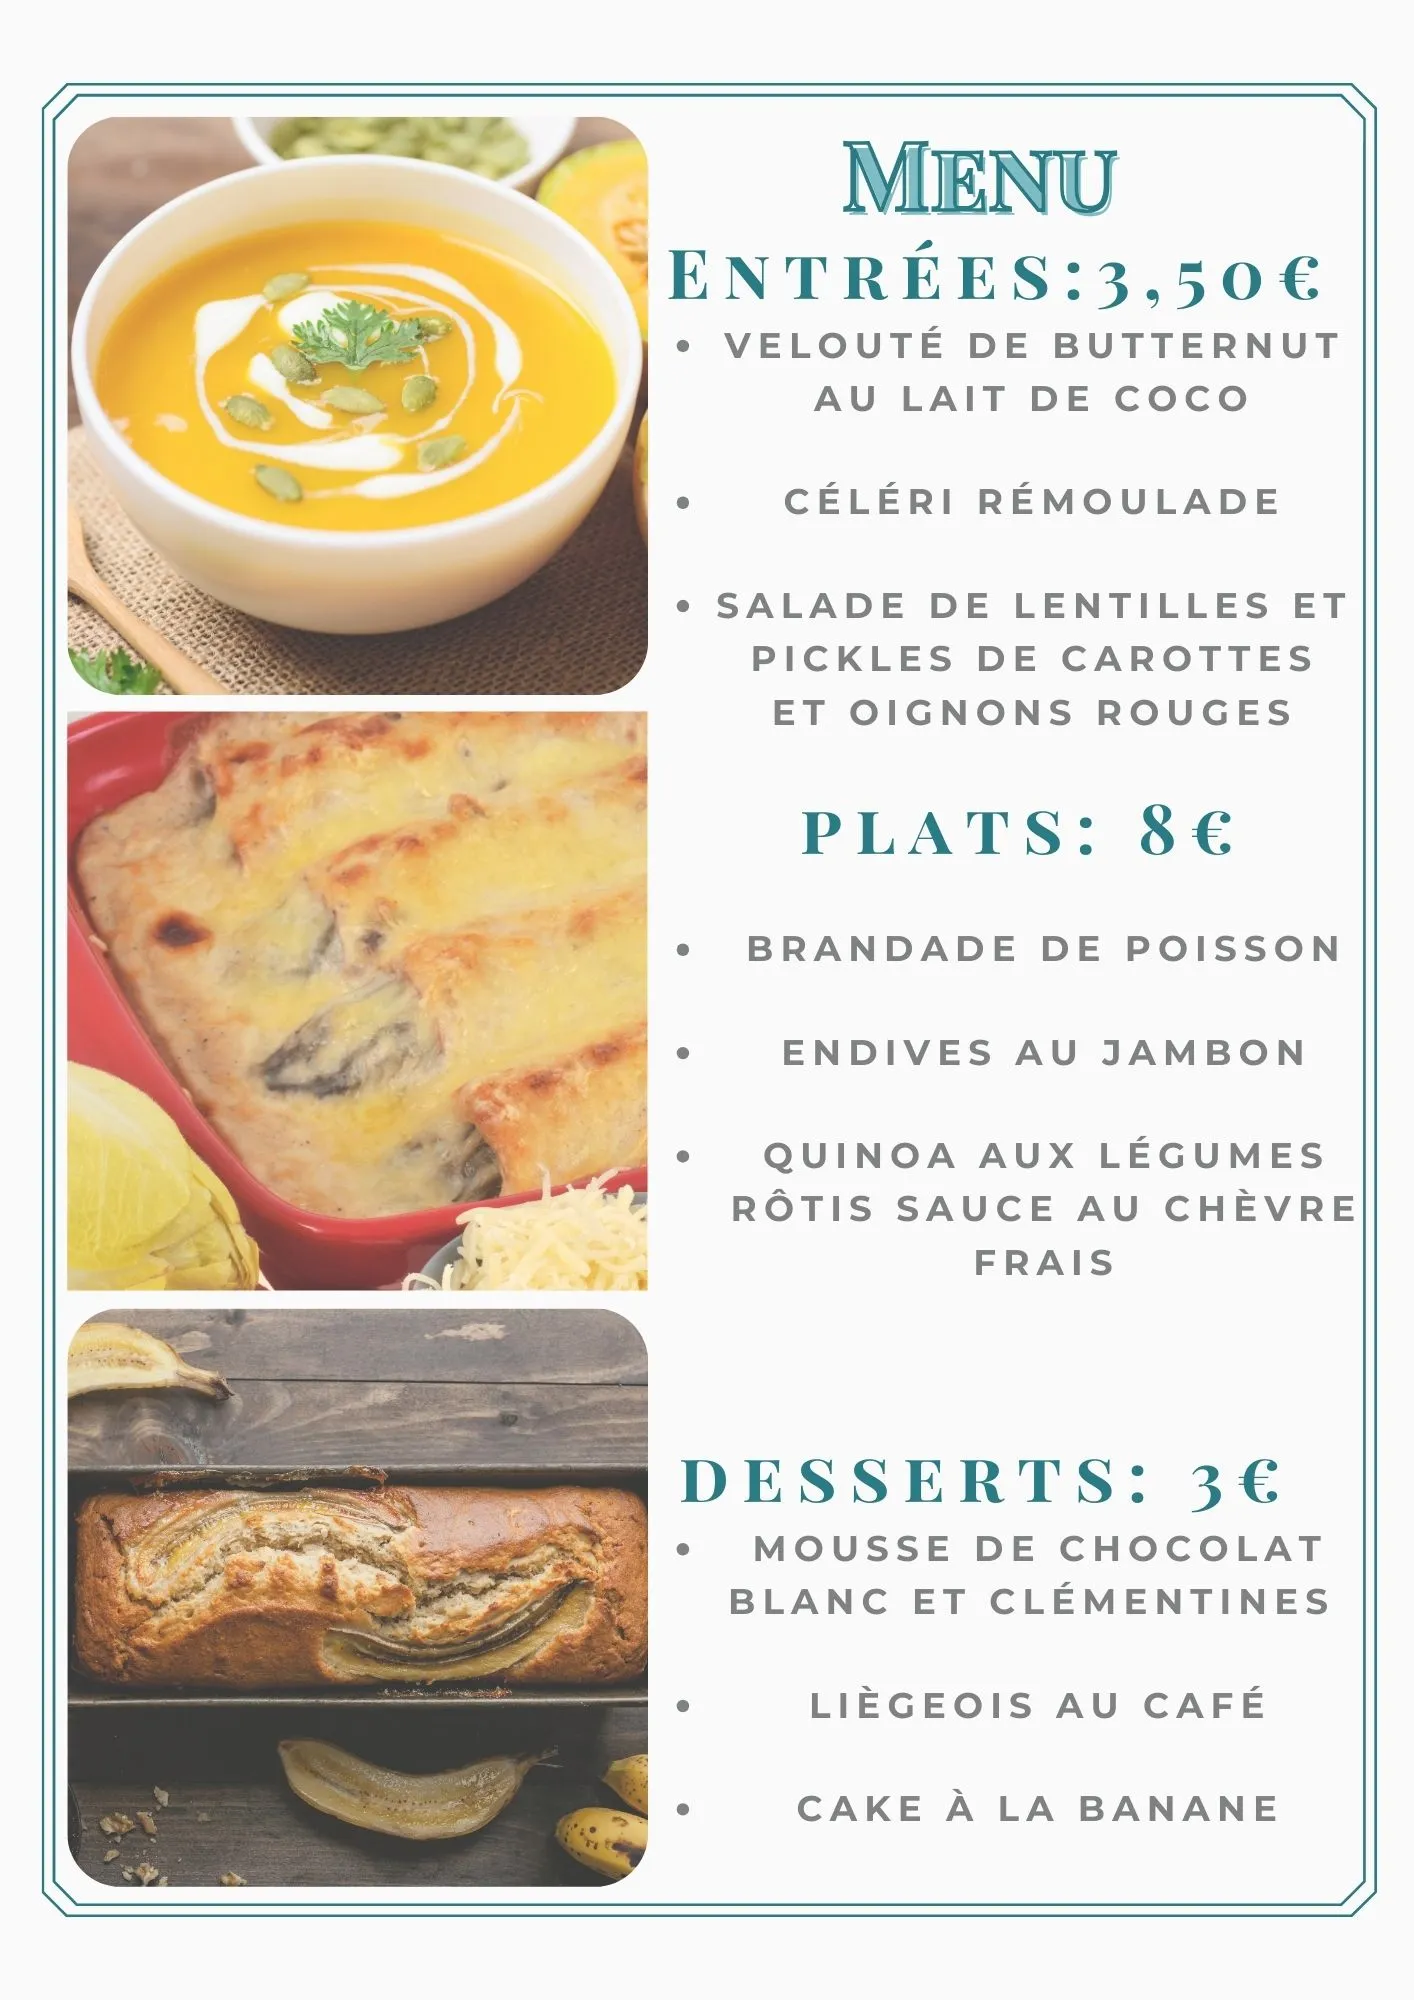 MENU
ENTRÉES:3,50€
• VELOUTÉ DE BUTTERNUT
AU LAIT DE COCO
• CÉLÉRI RÉMOULADE
• SALADE DE LENTILLES ET
PICKLES DE CAROTTES
ET OIGNONS ROUGES
PLATS: 8€
• BRANDADE DE POISSON
• ENDIVES AU JAMBON
• QUINOA AUX LÉGUMES
RÔTIS SAUCE AU CHÈVRE
FRAIS
DESSERTS: 3€
• MOUSSE DE CHOCOLAT
BLANC ET CLÉMENTINES
• LIÈGEOIS AU CAFÉ
• CAKE À LA BANANE